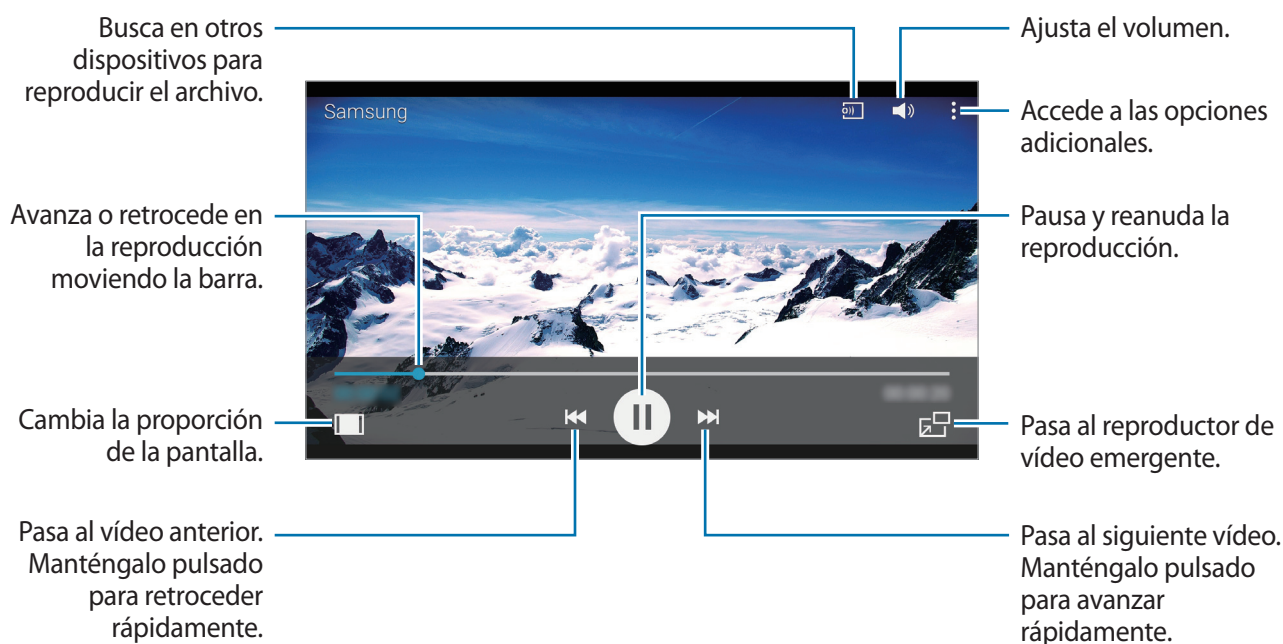 Busca en otros
dispositivos para
reproducir el archivo.
Ajusta el volumen.
Samsung
Accede a las opciones
adicionales.
Avanza o retrocede en
la reproducción
moviendo la barra.
Pausa y reanuda la
reproducción.
Cambia la proporción
de la pantalla.
Pasa al reproductor de
vídeo emergente.
Pasa al vídeo anterior.
Manténgalo pulsado
para retroceder
rápidamente.
Pasa al siguiente vídeo.
Manténgalo pulsado
para avanzar
rápidamente.